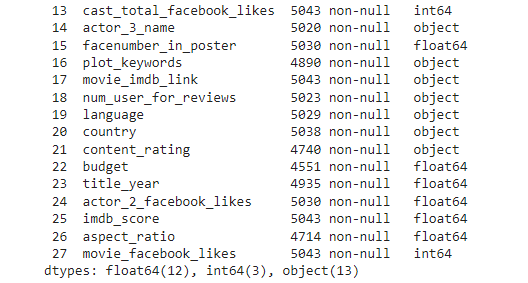 13 cast_total_facebook_likes 5043 non-null int64
14 actor_3_name 5020 non-null object
15 facenumber_in_poster 5030 non-null float64
16 plot_keywords 4890 non-null object
17 movie_imdb_link 5043 non-null object
18 num_user_for_reviews 5023 non-null object
19 language 5029 non-null object
20 country 5038 non-null object
21 content_rating 4740 non-null object
22 budget 4551 non-null float64
23 title_year 4935 non-null float64
24 actor_2_facebook_likes 5030 non-null float64
25 imdb_score 5043 non-null float64
26 aspect_ratio 4714 non-null float64
27 movie_facebook_likes 5043 non-null int64
dtypes: float64(12), int64(3), object(13)